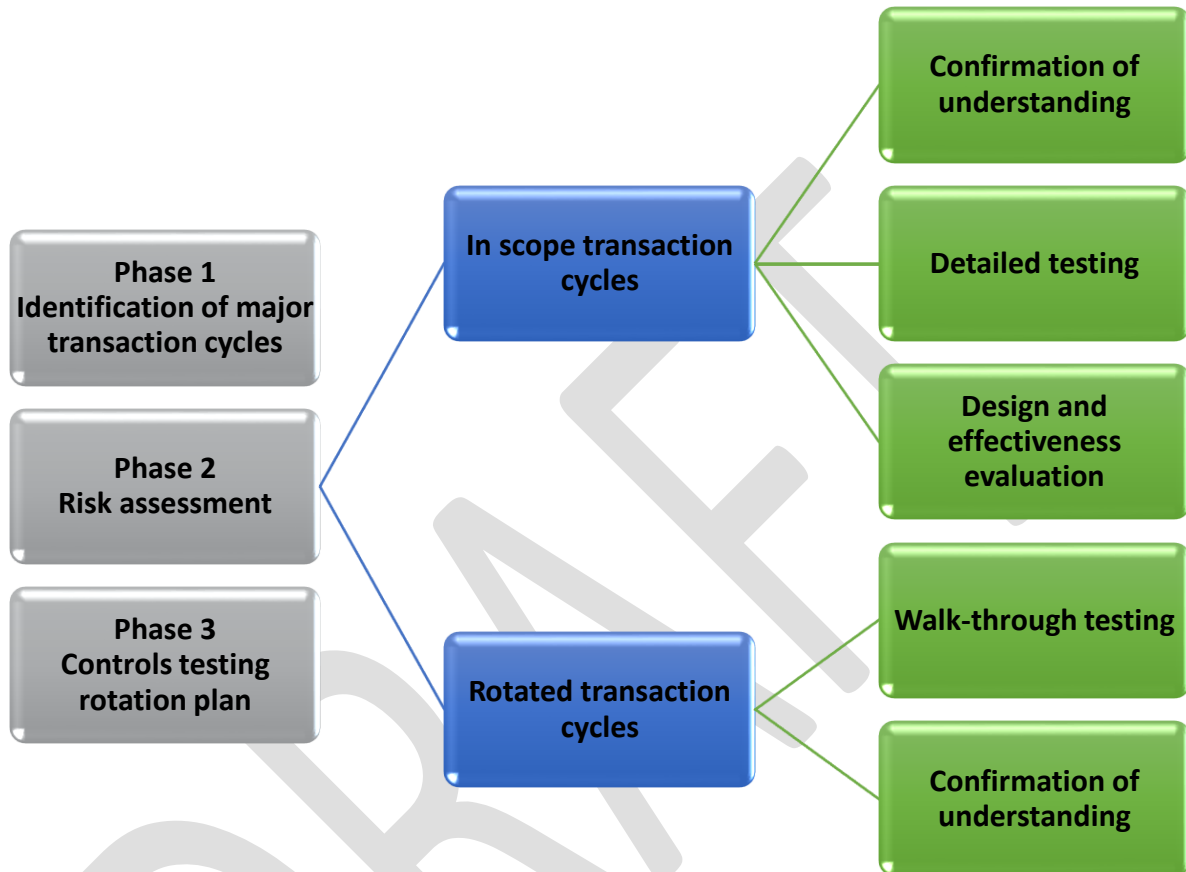 Phase 1
Identification of major
transaction cycles
Phase 2
Risk assessment
Phase 3
Controls testing
rotation plan
In scope transaction
cycles
Rotated transaction
cycles
Confirmation of
understanding
Detailed testing
Design and
effectiveness
evaluation
Walk-through testing
Confirmation of
understanding
DRAFT